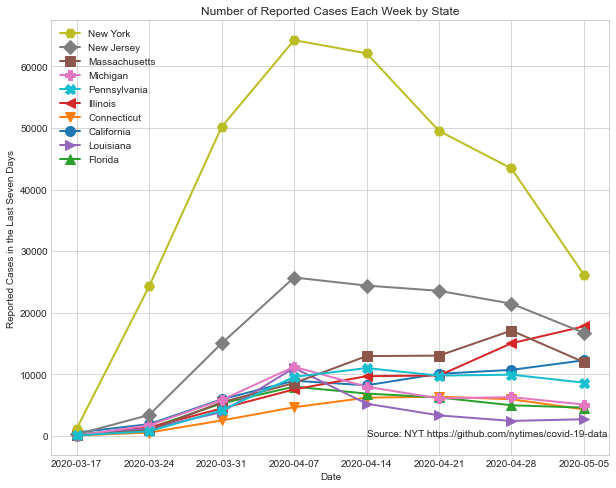 Number of Reported Cases Each Week by State
New York
New Jersey
Massachusetts
Michigan
Pennsylvania
Illinois
Connecticut
California
Louisiana
Florida
Reported Cases in the Last Seven Days
60000
50000
40000
30000
20000
10000
0
Source: NYT https://github.com/nytimes/covid-19-data
2020-03-17 2020-03-24 2020-03-31 2020-04-07 2020-04-14 2020-04-21 2020-04-28 2020-05-05
Date